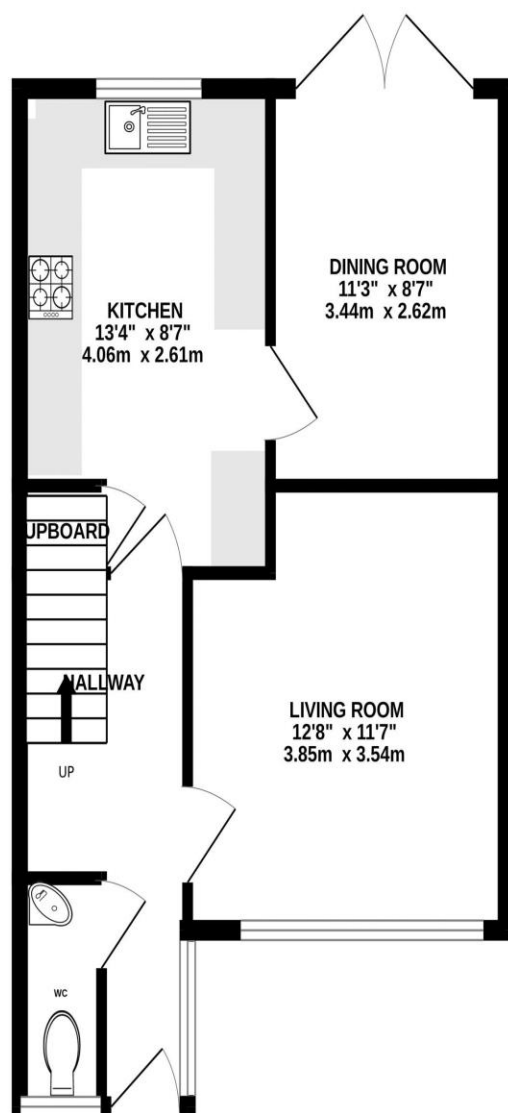 DINING ROOM
11'3" x 8'7"
3.44m x 2.62m
KITCHEN
13'4" x 8'7"
4.06m x 2.61m
UPBOARD
HALLWAY
LIVING ROOM
12'8" x 11'7"
3.85m x 3.54m
UP
WC